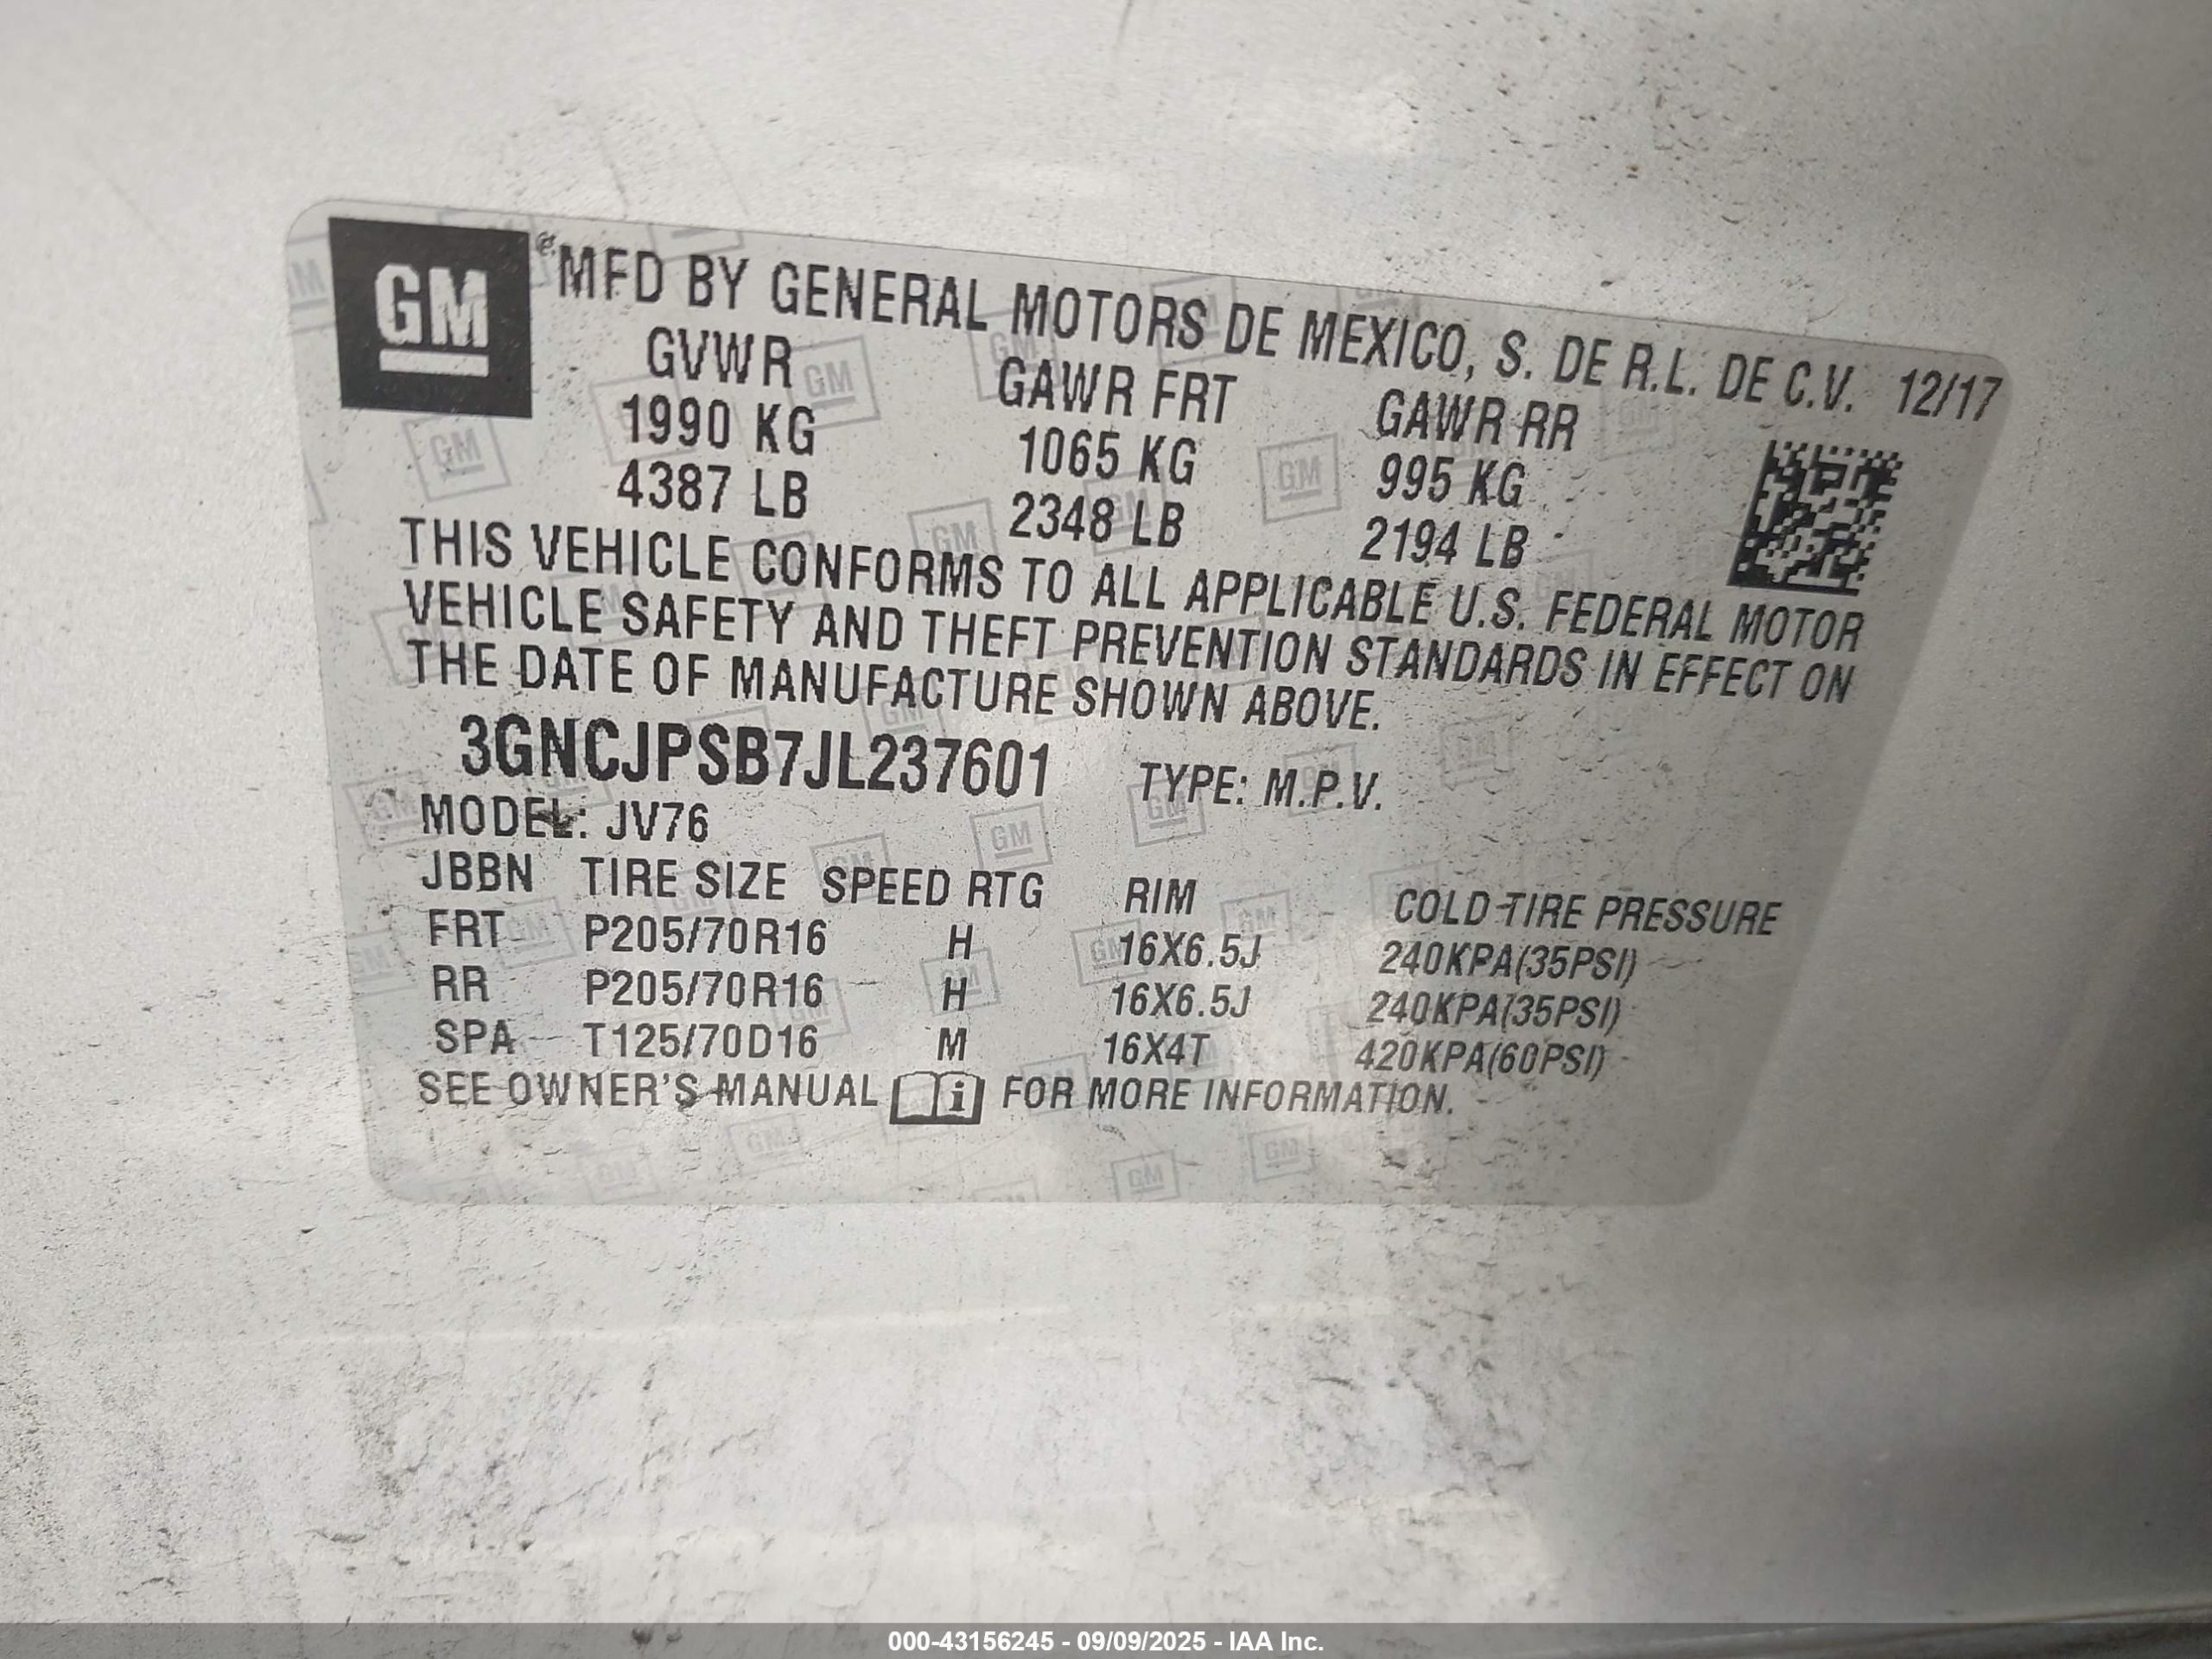 GM
MFD BY GENERAL MOTORS DE MEXICO, S. DE R.L. DE C.V. 12/17
GVWR GAWR FRT GAWR RR
1990 KG 1065 KG 995 KG
4387 LB 2348 LB 2194 LB
THIS VEHICLE CONFORMS TO ALL APPLICABLE U.S. FEDERAL MOTOR
VEHICLE SAFETY AND THEFT PREVENTION STANDARDS IN EFFECT ON
THE DATE OF MANUFACTURE SHOWN ABOVE.
3GNCJPSB7JL237601 TYPE: M.P.V.
MODEL: JV76
JBBN TIRE SIZE SPEED RTG RIM COLD TIRE PRESSURE
FRT P205/70R16 H 16X6.5J 240KPA(35PSI)
RR P205/70R16 H 16X6.5J 240KPA(35PSI)
SPA T125/70D16 M 16X4T 420KPA(60PSI)
SEE OWNER'S MANUAL i FOR MORE INFORMATION.
000-43156245 - 09/09/2025 - IAA Inc.